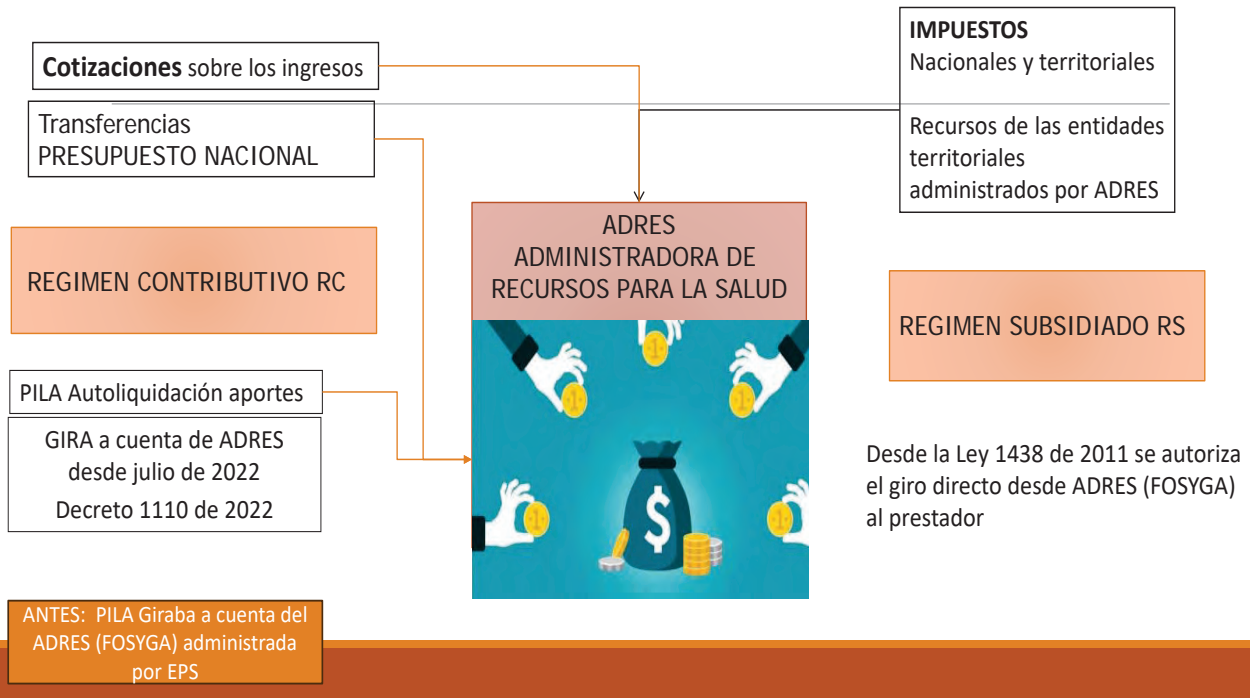 Cotizaciones sobre los ingresos
Transferencias
PRESUPUESTO NACIONAL
IMPUESTOS
Nacionales y territoriales
Recursos de las entidades
territoriales
administrados por ADRES
ADRES
ADMINISTRADORA DE
RECURSOS PARA LA SALUD
REGIMEN CONTRIBUTIVO RC
REGIMEN SUBSIDIADO RS
PILA Autoliquidación aportes
GIRA a cuenta de ADRES
desde julio de 2022
Decreto 1110 de 2022
$
Desde la Ley 1438 de 2011 se autoriza
el giro directo desde ADRES (FOSYGA)
al prestador
ANTES: PILA Giraba a cuenta del
ADRES (FOSYGA) administrada
por EPS